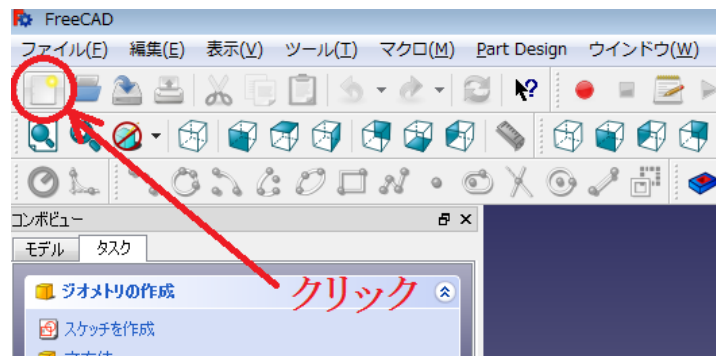 FreeCAD
ファイル(F) 編集(E) 表示(V) ツール(T) マクロ(M) Part Design ウインドウ(W)
コンボビュー
モデル タスク
クリック
ジオメトリの作成
スケッチを作成